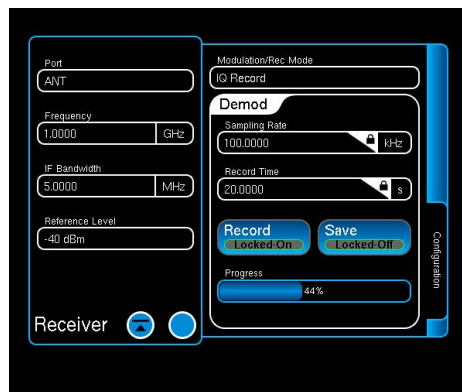 Port
ANT
Frequency
1.0000 GHz
IF Bandwidth
5.0000 MHz
Reference Level
-40 dBm
Receiver
Modulation/Rec Mode
IQ Record
Demod
Sampling Rate
100.0000 kHz
Record Time
20.0000 s
Record Save
Locked-On Locked-Off
Progress
44%
Configuration